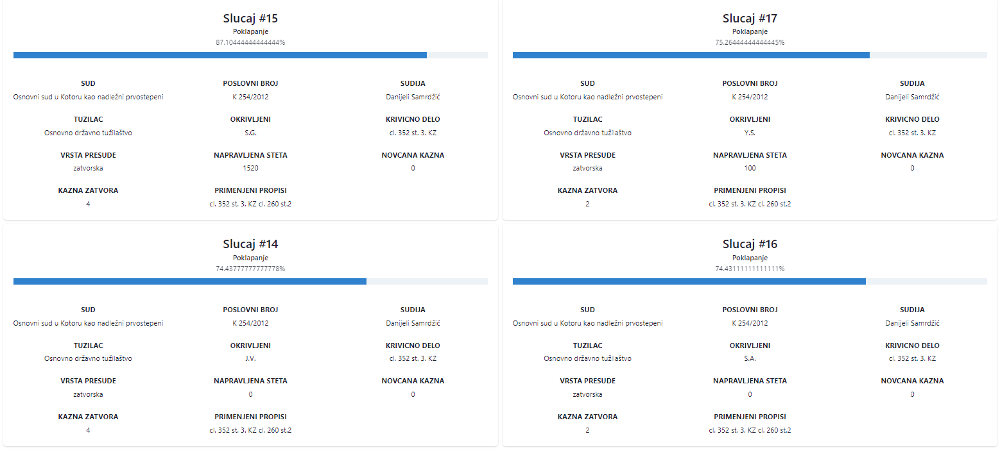 Slucaj #15
Poklapanje
87.10444444444444%
SUD POSLOVNI BROJ SUDIJA
Osnovni sud u Kotoru kao nadležni prvostepeni K 254/2012 Danijeli Samrdžić
TUZILAC OKRIVLJENI KRIVICNO DELO
Osnovno državno tužilaštvo S.G. cl. 352 st. 3. KZ
VRSTA PRESUDE NAPRAVLJENA STETA NOVCANA KAZNA
zatvorska 1520 0
KAZNA ZATVORA PRIMENJENI PROPISI
4 cl. 352 st. 3. KZ cl. 260 st.2
Slucaj #17
Poklapanje
75.26444444444445%
SUD POSLOVNI BROJ SUDIJA
Osnovni sud u Kotoru kao nadležni prvostepeni K 254/2012 Danijeli Samrdžić
TUZILAC OKRIVLJENI KRIVICNO DELO
Osnovno državno tužilaštvo Y.S. cl. 352 st. 3. KZ
VRSTA PRESUDE NAPRAVLJENA STETA NOVCANA KAZNA
zatvorska 100 0
KAZNA ZATVORA PRIMENJENI PROPISI
2 cl. 352 st. 3. KZ cl. 260 st.2
Slucaj #14
Poklapanje
74.43777777777778%
SUD POSLOVNI BROJ SUDIJA
Osnovni sud u Kotoru kao nadležni prvostepeni K 254/2012 Danijeli Samrdžić
TUZILAC OKRIVLJENI KRIVICNO DELO
Osnovno državno tužilaštvo J.V. cl. 352 st. 3. KZ
VRSTA PRESUDE NAPRAVLJENA STETA NOVCANA KAZNA
zatvorska 0 0
KAZNA ZATVORA PRIMENJENI PROPISI
4 cl. 352 st. 3. KZ cl. 260 st.2
Slucaj #16
Poklapanje
74.43111111111111%
SUD POSLOVNI BROJ SUDIJA
Osnovni sud u Kotoru kao nadležni prvostepeni K 254/2012 Danijeli Samrdžić
TUZILAC OKRIVLJENI KRIVICNO DELO
Osnovno državno tužilaštvo S.A. cl. 352 st. 3. KZ
VRSTA PRESUDE NAPRAVLJENA STETA NOVCANA KAZNA
zatvorska 0 0
KAZNA ZATVORA PRIMENJENI PROPISI
2 cl. 352 st. 3. KZ cl. 260 st.2